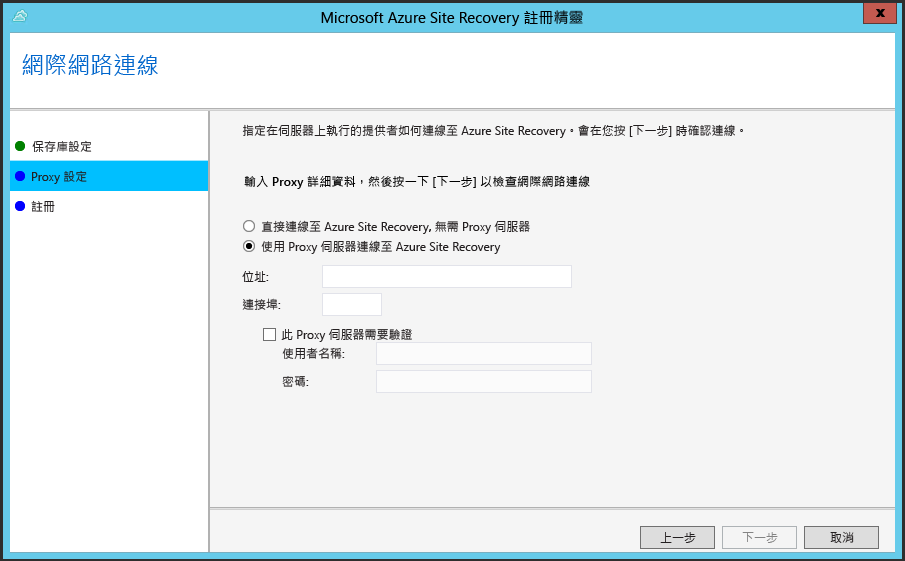 Microsoft Azure Site Recovery 註冊精靈
x
網際網路連線
保存庫設定
Proxy 設定
註冊
指定在伺服器上執行的提供者如何連線至 Azure Site Recovery。會在您按 [下一步] 時確認連線。
輸入 Proxy 詳細資料，然後按一下 [下一步] 以檢查網際網路連線
直接連線至 Azure Site Recovery, 無需 Proxy 伺服器
使用 Proxy 伺服器連線至 Azure Site Recovery
位址:
連接埠:
此 Proxy 伺服器需要驗證
使用者名稱:
密碼:
上一步 下一步 取消